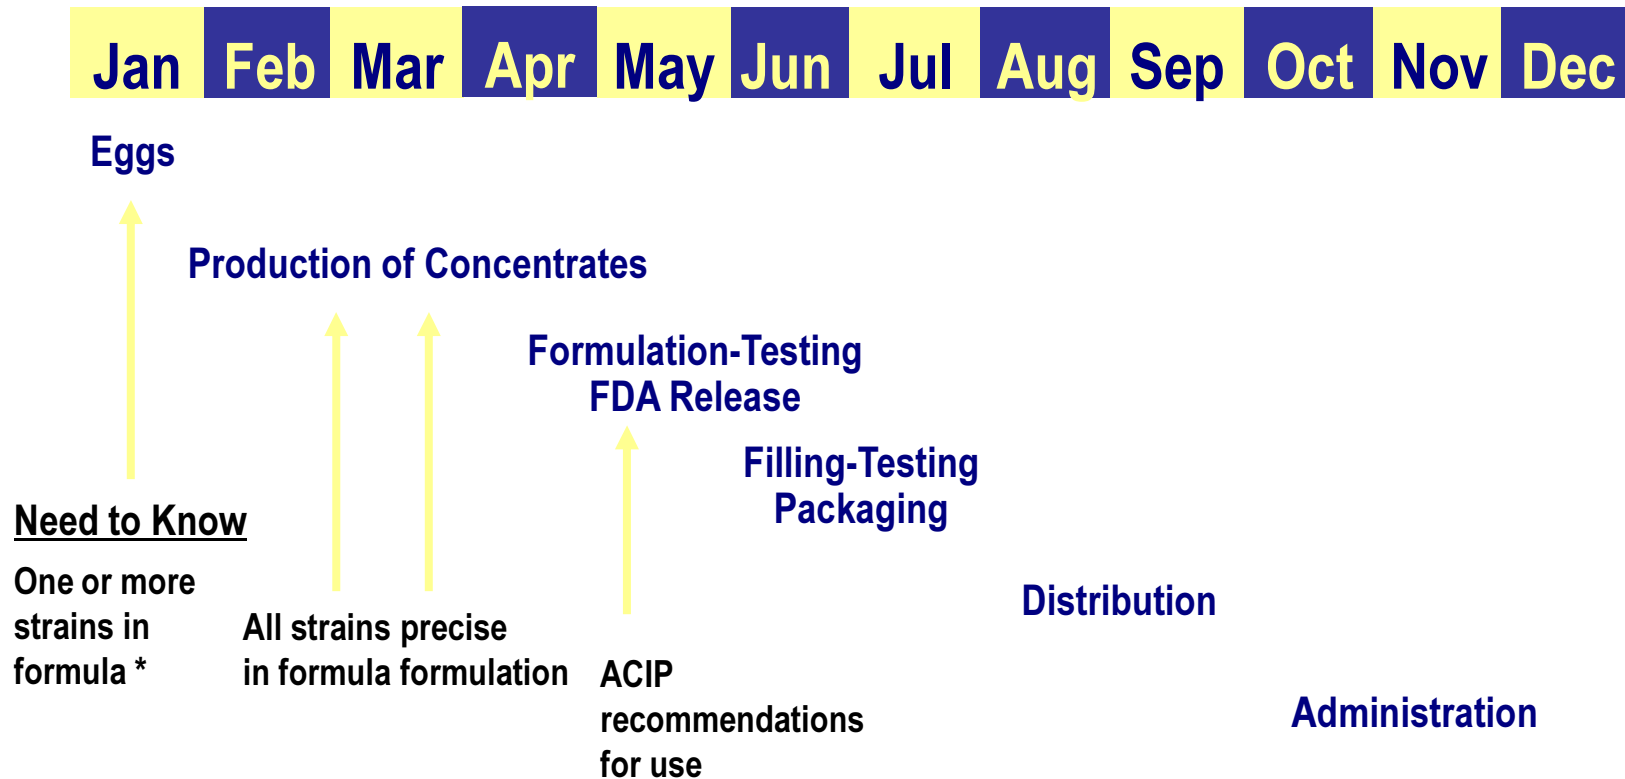 Jan Feb Mar Apr May Jun Jul Aug Sep Oct Nov Dec
Eggs
Production of Concentrates
Formulation-Testing
FDA Release
Filling-Testing
Packaging
Need to Know
One or more
strains in
formula *
All strains precise
in formula formulation
Distribution
ACIP
recommendations
for use
Administration